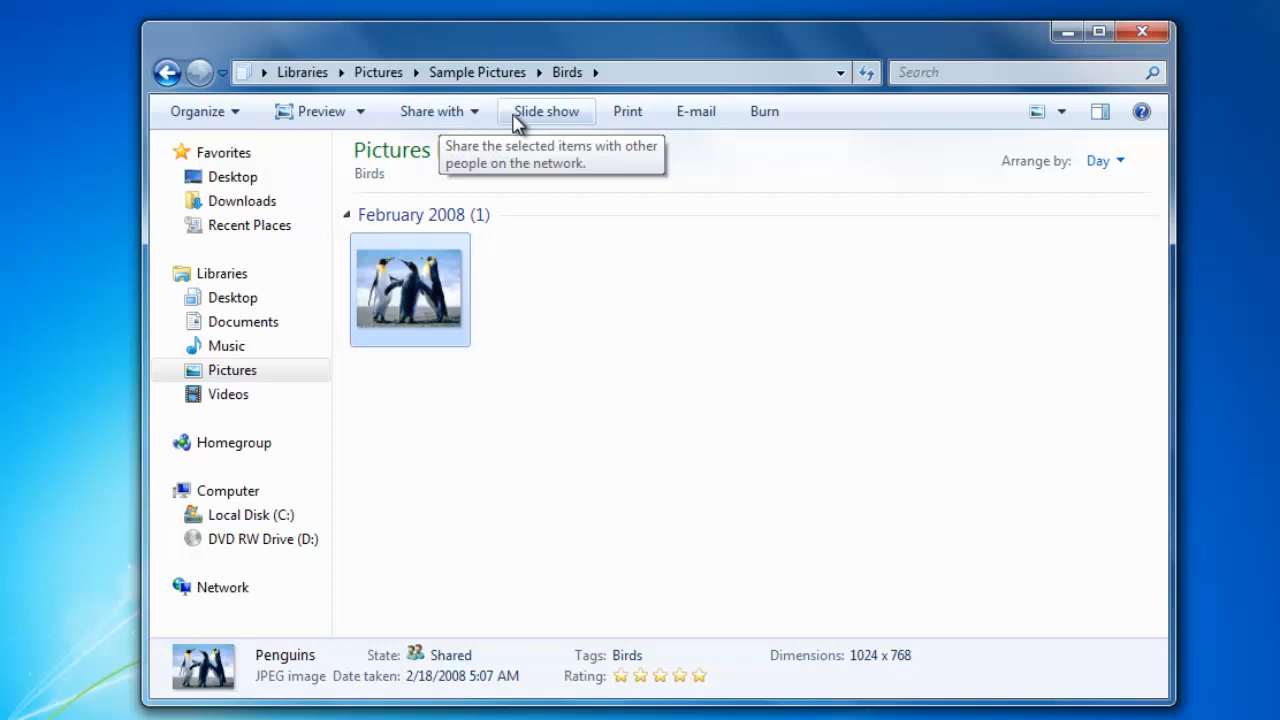 Libraries Pictures Sample Pictures Birds Search
Organize Preview Share with Slide show Print E-mail Burn
Share the selected items with other
people on the network.
Pictures
Birds
Arrange by: Day
February 2008 (1)
Favorites
Desktop
Downloads
Recent Places
Libraries
Desktop
Documents
Music
Pictures
Videos
Homegroup
Computer
Local Disk (C:)
DVD RW Drive (D:)
Network
Penguins State: Shared Tags: Birds Dimensions: 1024 x 768
JPEG image Date taken: 2/18/2008 5:07 AM Rating: